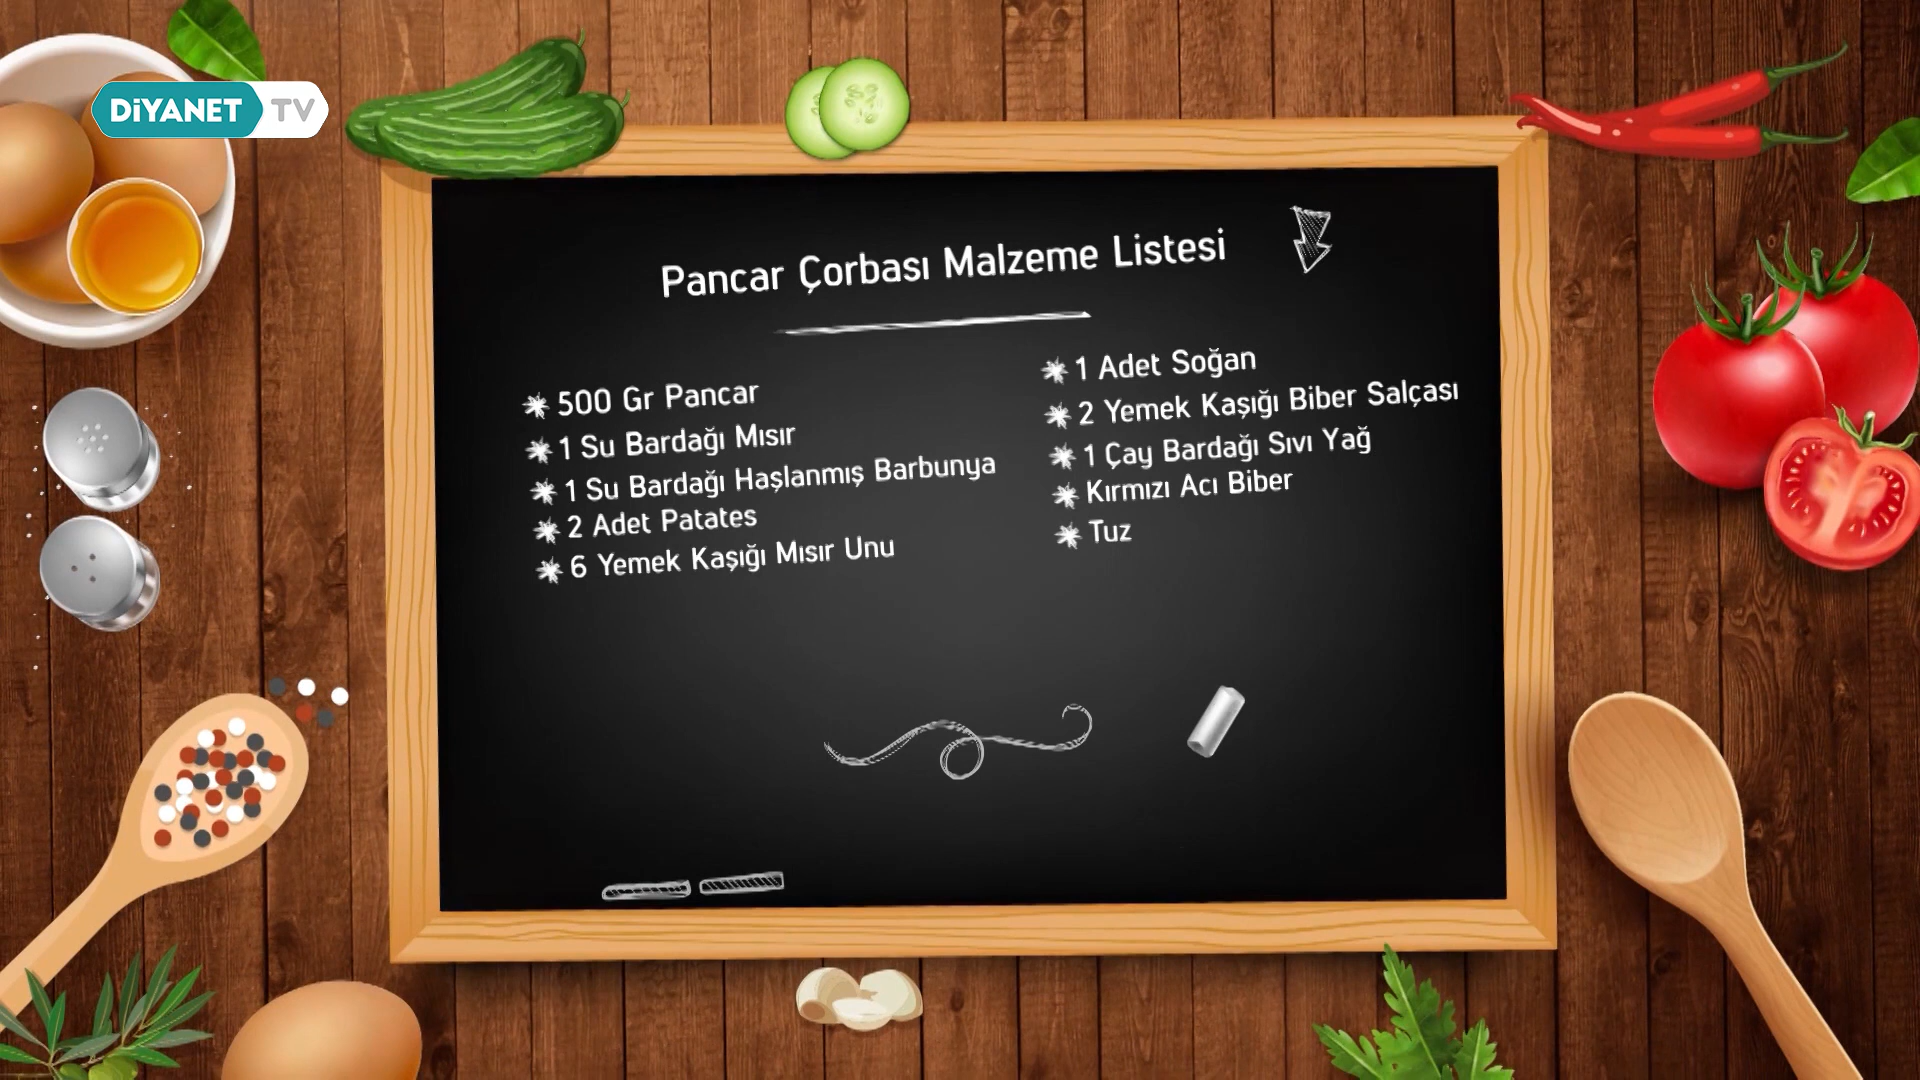 DİYANET TV
Pancar Çorbası Malzeme Listesi
500 Gr Pancar
1 Su Bardağı Mısır
1 Su Bardağı Haşlanmış Barbunya
2 Adet Patates
6 Yemek Kaşığı Mısır Unu
1 Adet Soğan
2 Yemek Kaşığı Biber Salçası
1 Çay Bardağı Sıvı Yağ
Kırmızı Acı Biber
Tuz